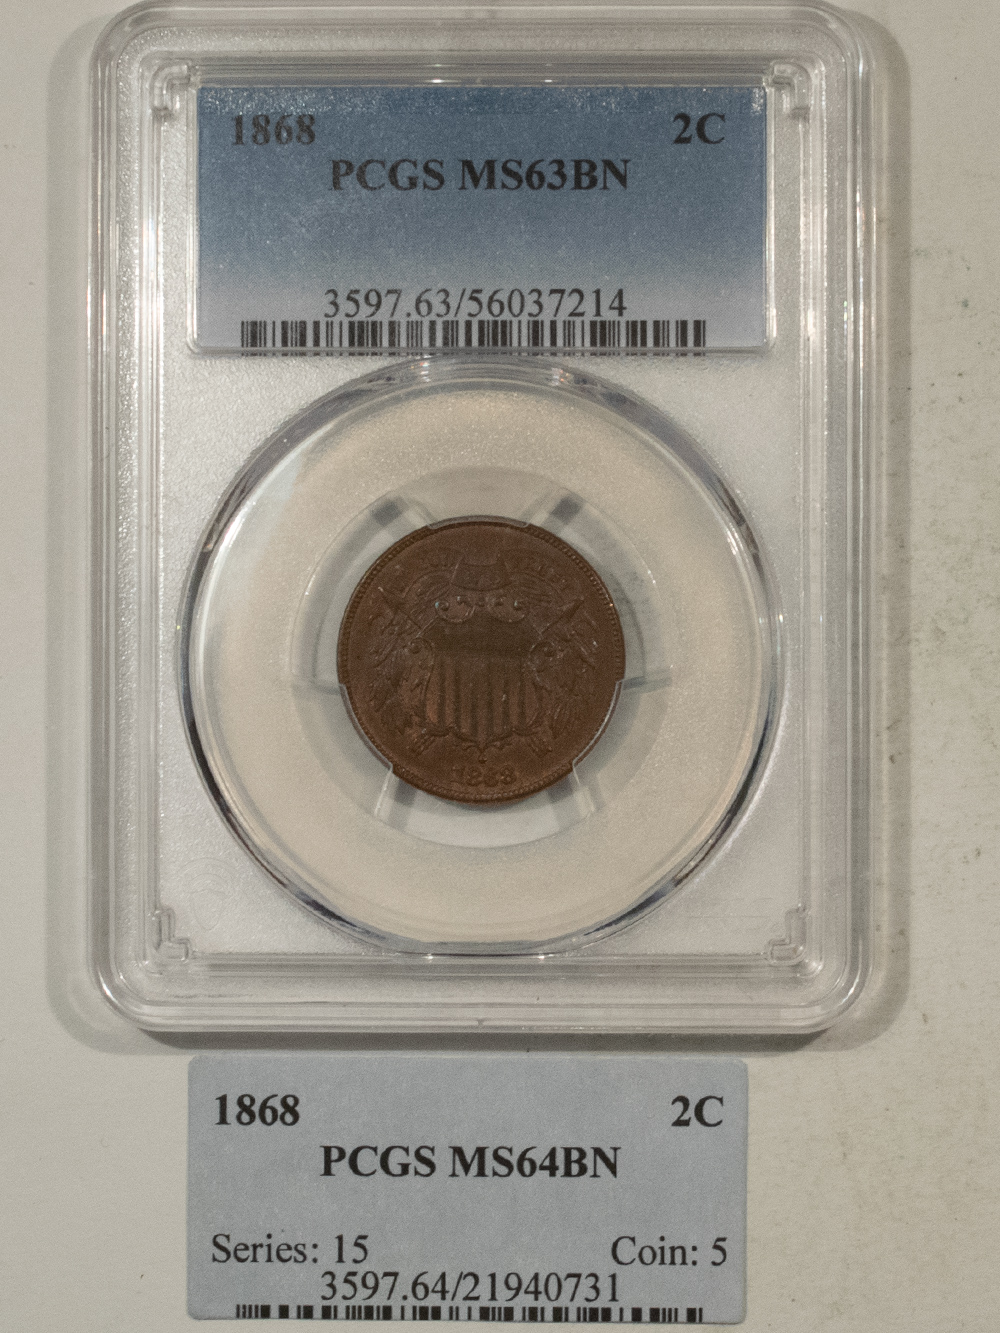 1868 2C
PCGS MS63BN
3597.63/56037214
1868
1868 2C
PCGS MS64BN
Series: 15 Coin: 5
3597.64/21940731